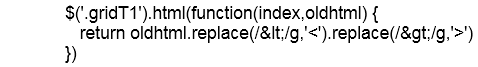 $('.gridT1').html(function(index,oldhtml) {
return oldhtml.replace(/&lt;/g,'<').replace(/&gt;/g,'>')
})